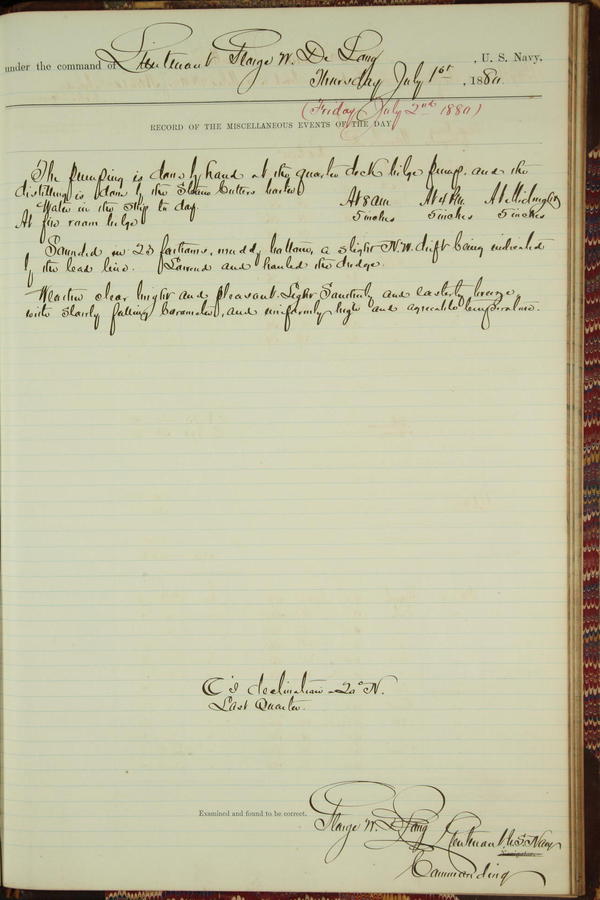 under the command of Lieutenant George W. De Long, U. S. Navy,
Thursday July 1st, 1880.
(Friday July 2nd 1880)
RECORD OF THE MISCELLANEOUS EVENTS OF THE DAY.
The pumping is done by hand at the quarter deck bilge pump, and the
distilling is done by the Steam Cutters boiler
Water in the ship to day. At 8 am At 4 P.M. At Midnight
At fire room bilge 5 inches 5 inches 5 inches
Sounded in 23 fathoms, muddy bottom, a slight N.W. drift being indicated
by the lead line. Lowered and hauled the dredge.
Weather clear bright and pleasant. Light Southerly and easterly breeze
with slowly falling barometer, and uniformly high and agreeable temperature.
☾'s declination 20° N.
Last Quarter.
Examined and found to be correct.
George W. De Long Lieutenant U.S. Navy
Navigator.
Commanding